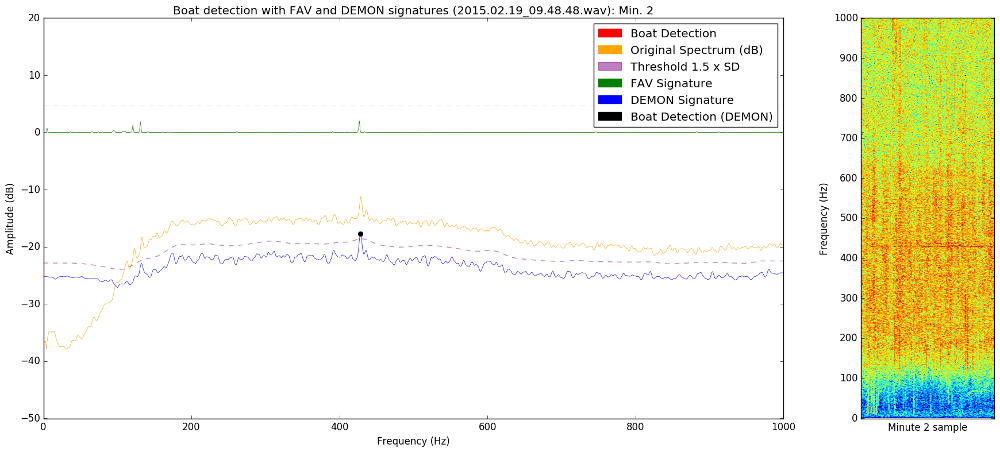 Boat detection with FAV and DEMON signatures (2015.02.19_09.48.48.wav): Min. 2
20
10
0
−10
−20
−30
−40
−50
Amplitude (dB)
0
200
400
600
800
1000
Frequency (Hz)
Boat Detection
Original Spectrum (dB)
Threshold 1.5 x SD
FAV Signature
DEMON Signature
Boat Detection (DEMON)
1000
900
800
700
600
500
400
300
200
100
0
Frequency (Hz)
Minute 2 sample